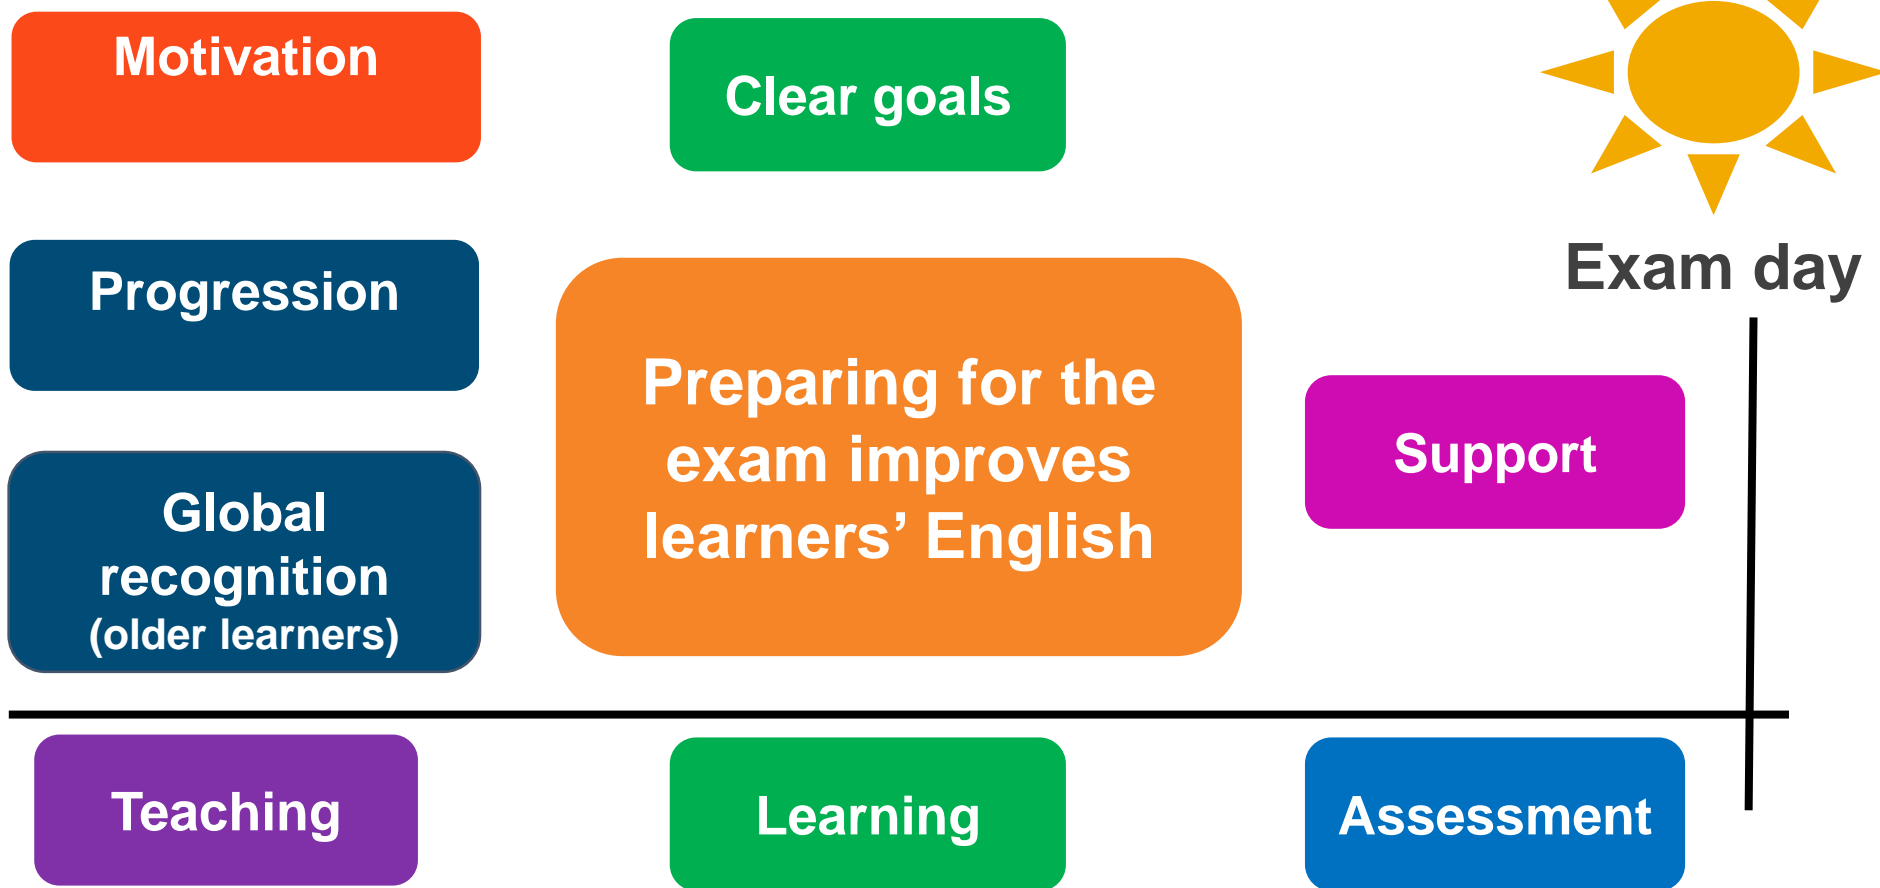 Motivation
Clear goals
Exam day
Progression
Preparing for the
exam improves
learners’ English
Support
Global
recognition
(older learners)
Teaching
Learning
Assessment